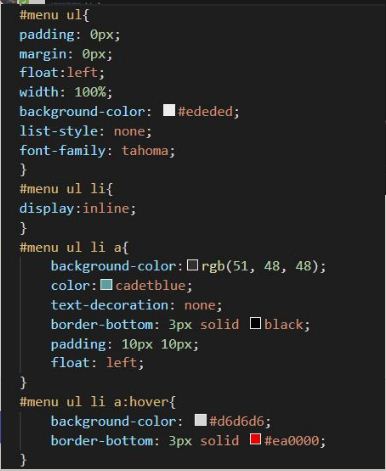 #menu ul{
padding: 0px;
margin: 0px;
float:left;
width: 100%;
background-color: #ededed;
list-style: none;
font-family: tahoma;
}
#menu ul li{
display:inline;
}
#menu ul li a{
background-color: rgb(51, 48, 48);
color: cadetblue;
text-decoration: none;
border-bottom: 3px solid black;
padding: 10px 10px;
float: left;
}
#menu ul li a:hover{
background-color: #d6d6d6;
border-bottom: 3px solid #ea0000;
}